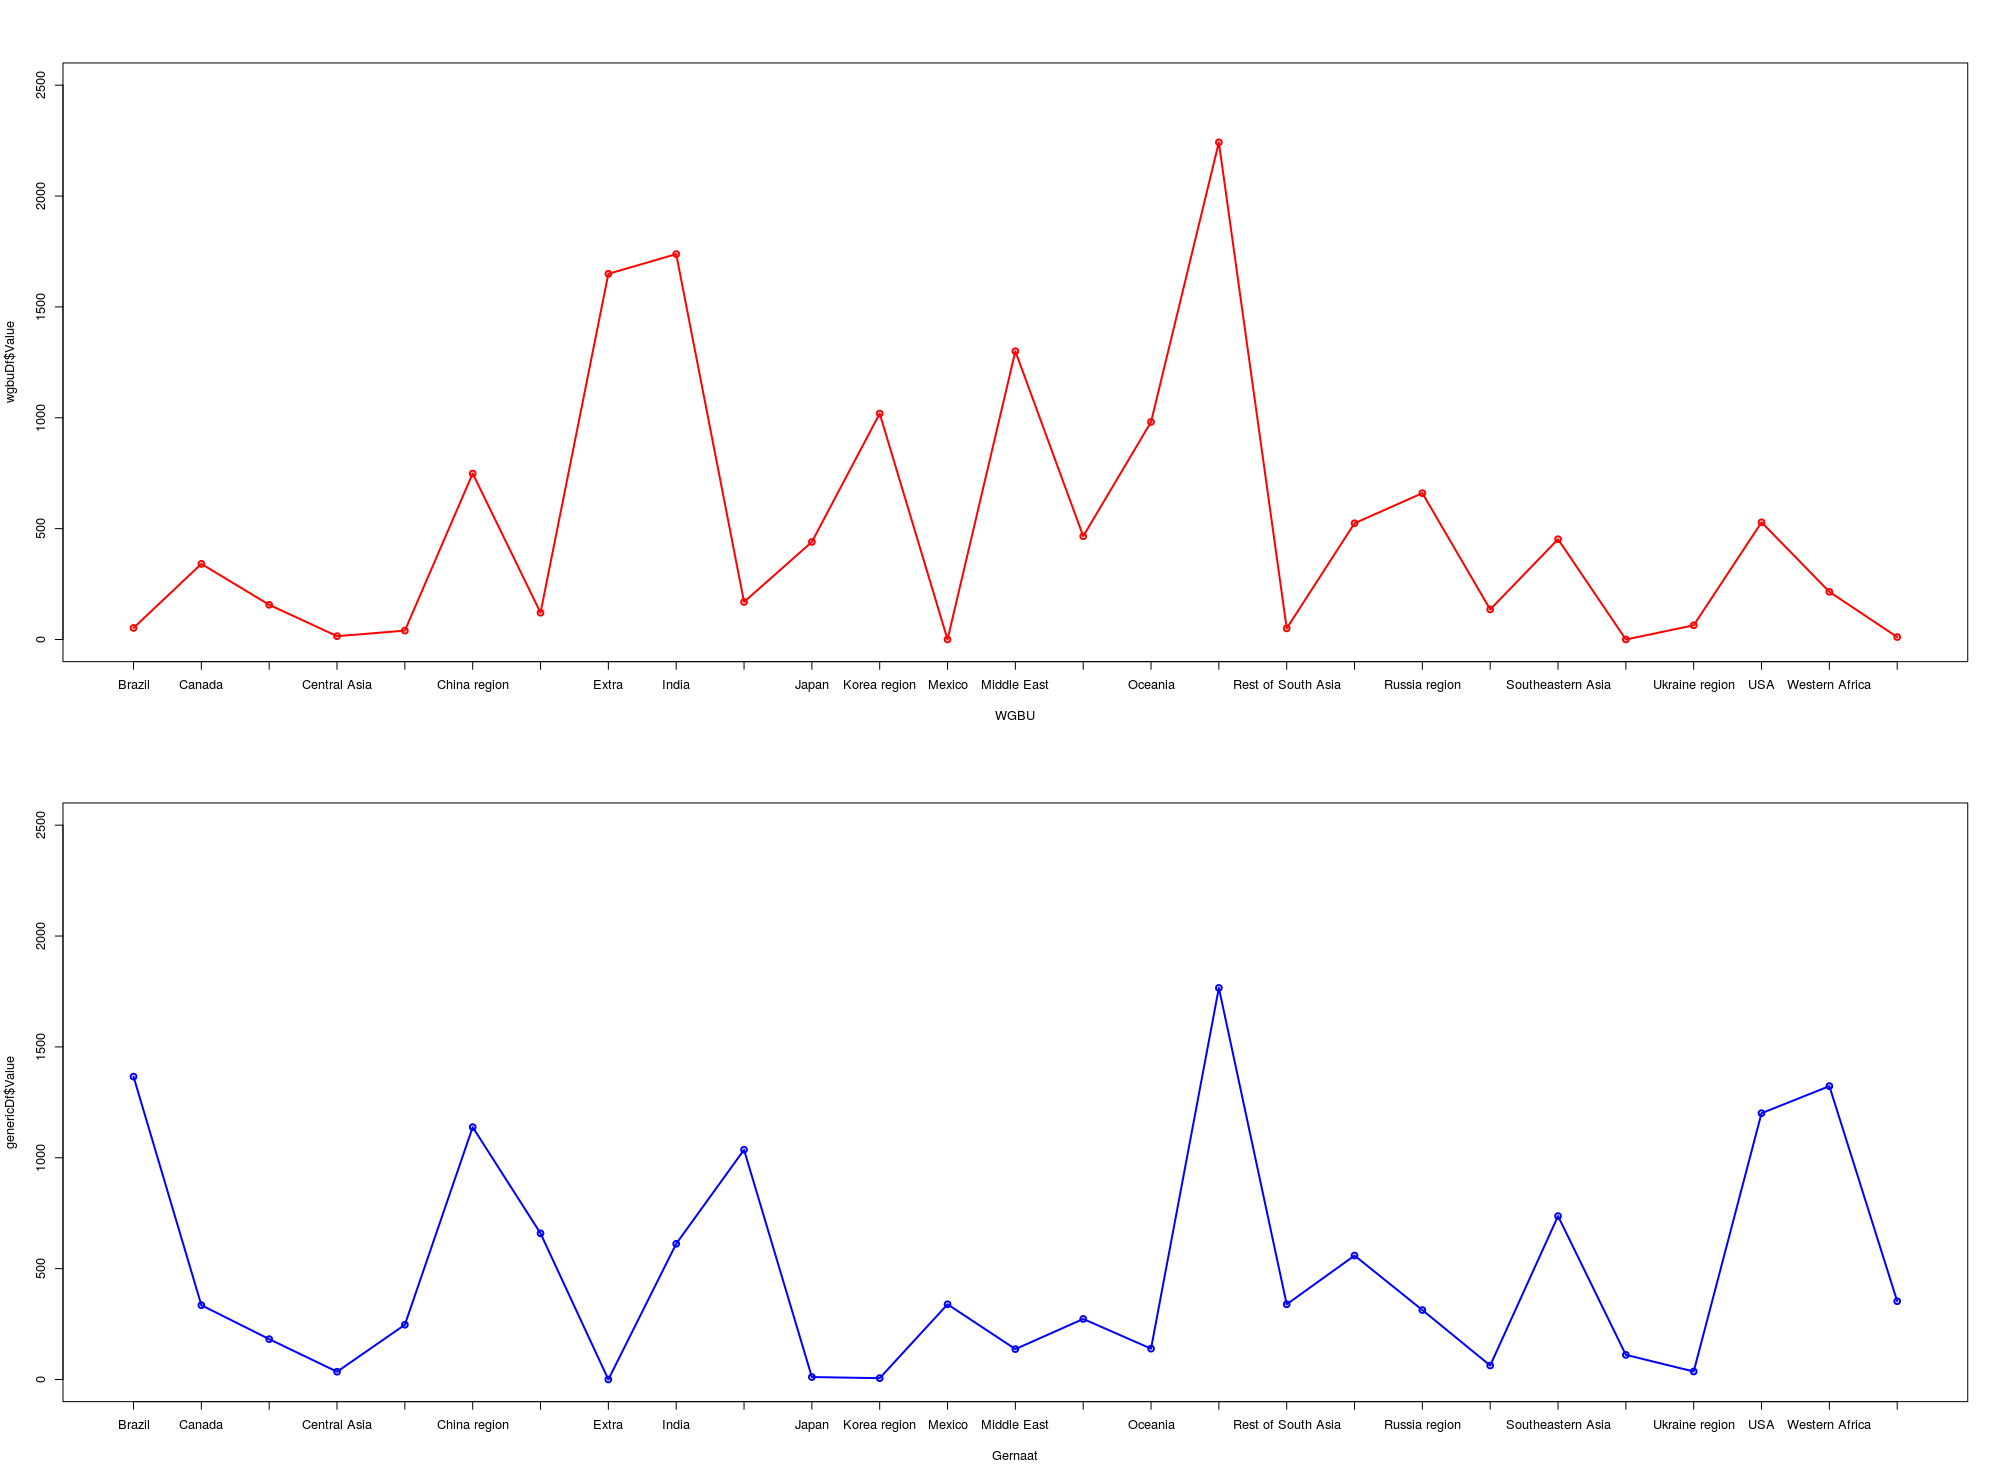 2500
2000
1500
1000
500
0
wgbuDf$Value
Brazil Canada Central Asia China region Extra India Japan Korea region Mexico Middle East Oceania Rest of South Asia Russia region Southeastern Asia Ukraine region USA Western Africa
WGBU
2500
2000
1500
1000
500
0
genericDf$Value
Brazil Canada Central Asia China region Extra India Japan Korea region Mexico Middle East Oceania Rest of South Asia Russia region Southeastern Asia Ukraine region USA Western Africa
Gernaat